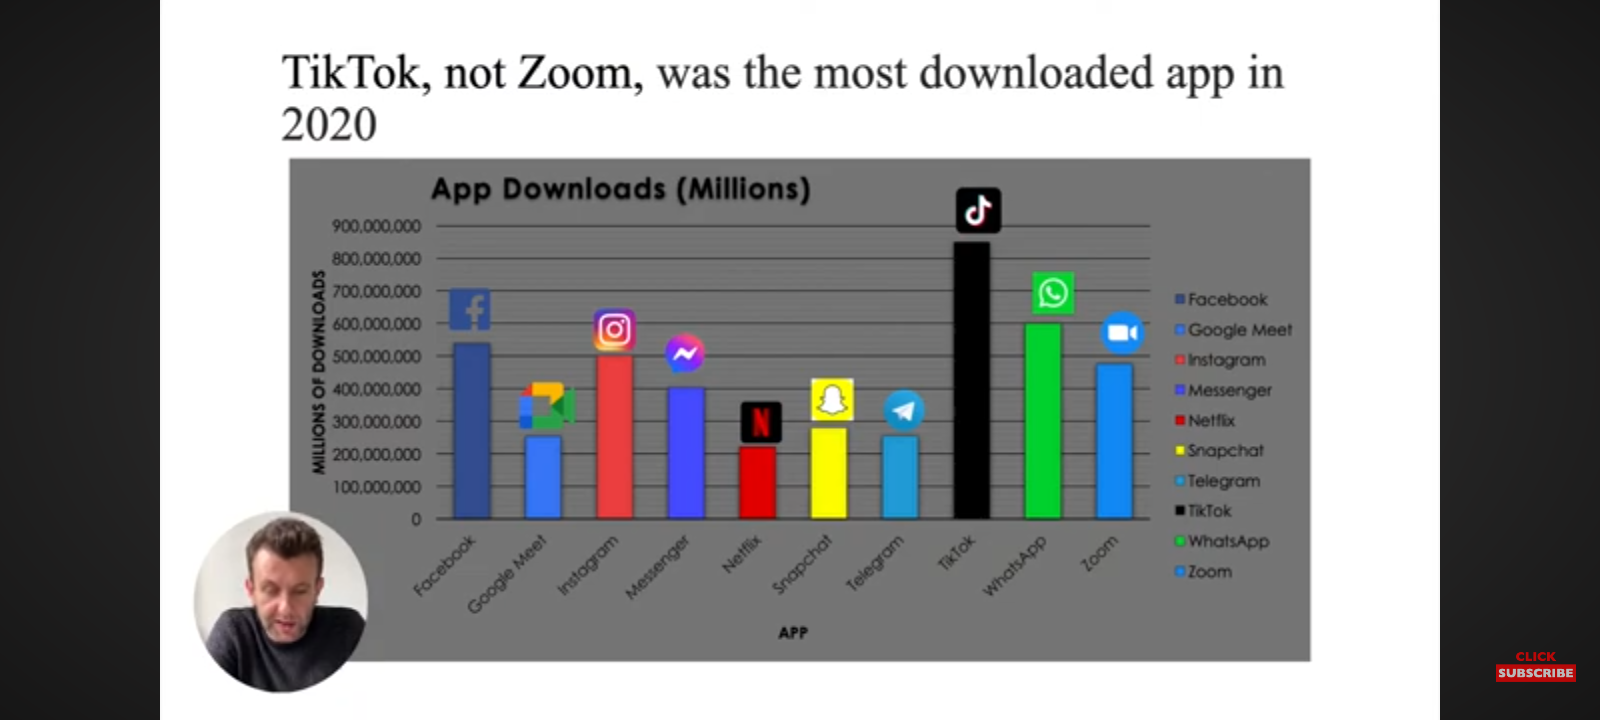 TikTok, not Zoom, was the most downloaded app in
2020
App Downloads (Millions)
MILLIONS OF DOWNLOADS
900,000,000
800,000,000
700,000,000
600,000,000
500,000,000
400,000,000
300,000,000
200,000,000
100,000,000
0
Facebook
Google Meet
Instagram
Messenger
Netflix
Snapchat
Telegram
TikTok
WhatsApp
Zoom
APP
Facebook
Google Meet
Instagram
Messenger
Netflix
Snapchat
Telegram
TikTok
WhatsApp
Zoom
CLICK
SUBSCRIBE